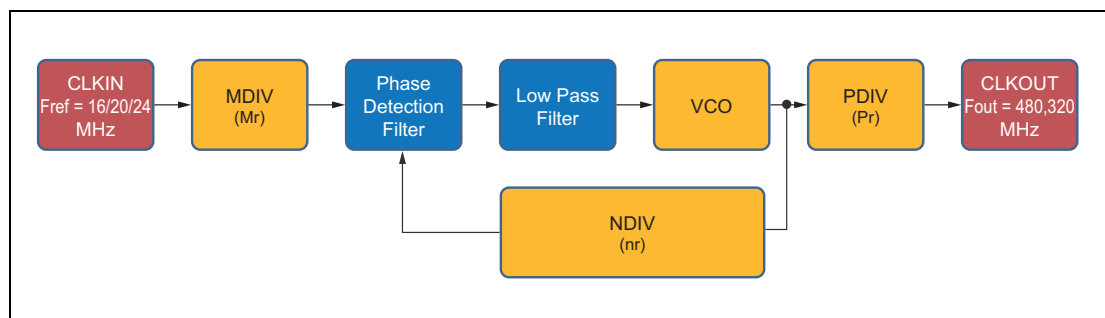 CLKIN
Fref = 16/20/24
MHz
MDIV
(Mr)
Phase
Detection
Filter
Low Pass
Filter
VCO
PDIV
(Pr)
CLKOUT
Fout = 480,320
MHz
NDIV
(nr)